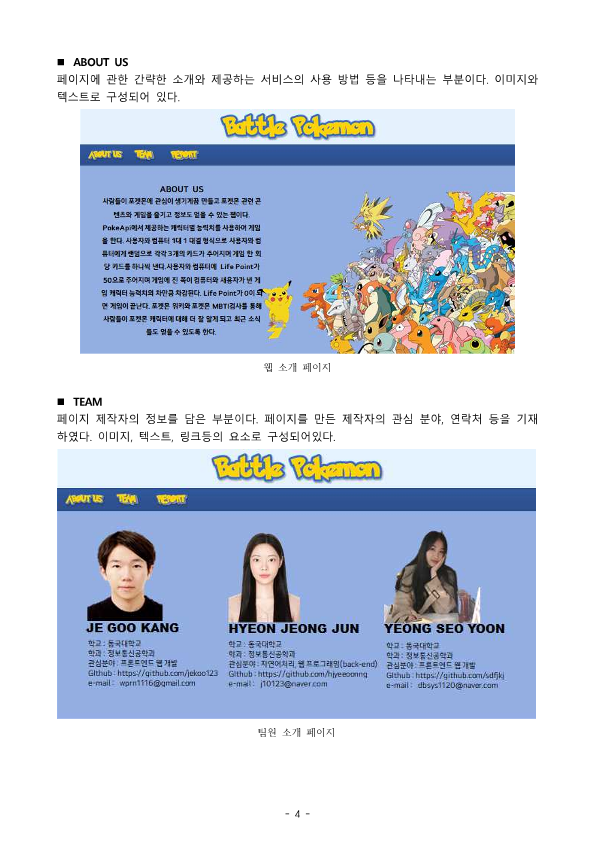 ■ ABOUT US
페이지에 관한 간략한 소개와 제공하는 서비스의 사용 방법 등을 나타내는 부분이다. 이미지와
텍스트로 구성되어 있다.
Battle Pokemon
ABOUT US TEAM REPORT
ABOUT US
사람들이 포켓몬에 관심이 생기게끔 만들고 포켓몬 관련 콘
텐츠와 게임을 즐기고 정보도 얻을 수 있는 웹이다.
PokeApi에서 제공하는 캐릭터별 능력치를 사용하여 게임
을 한다. 사용자와 컴퓨터 1대 1 대결 형식으로 사용자와 컴
퓨터에게 랜덤으로 각각 3개의 카드가 주어지며 게임 한 회
당 카드를 하나씩 낸다.사용자와 컴퓨터에 Life Point가
50으로 주어지며 게임에 진 쪽이 컴퓨터와 사용자가 낸 게
임 캐릭터 능력치의 차만큼 차감된다. Life Point가 0이 되
면 게임이 끝난다. 포켓몬 위키와 포켓몬 MBTI검사를 통해
사람들이 포켓몬 캐릭터에 대해 더 잘 알게 되고 최근 소식
들도 얻을 수 있도록 한다.
웹 소개 페이지
■ TEAM
페이지 제작자의 정보를 담은 부분이다. 페이지를 만든 제작자의 관심 분야, 연락처 등을 기재
하였다. 이미지, 텍스트, 링크등의 요소로 구성되어있다.
Battle Pokemon
ABOUT US TEAM REPORT
JE GOO KANG
학교 : 동국대학교
학과 : 정보통신공학과
관심분야 : 프론트엔드 웹 개발
Github : https://github.com/jekoo123
e-mail : wprn1116@gmail.com
HYEON JEONG JUN
학교 : 동국대학교
학과 : 정보통신공학과
관심분야 : 자연어처리, 웹 프로그래밍(back-end)
Github : https://github.com/hjyeeoonng
e-mail : j10123@naver.com
YEONG SEO YOON
학교 : 동국대학교
학과 : 정보통신공학과
관심분야 : 프론트엔드 웹 개발
Github : https://github.com/sdfjkj
e-mail : dbsys1120@naver.com
팀원 소개 페이지
- 4 -